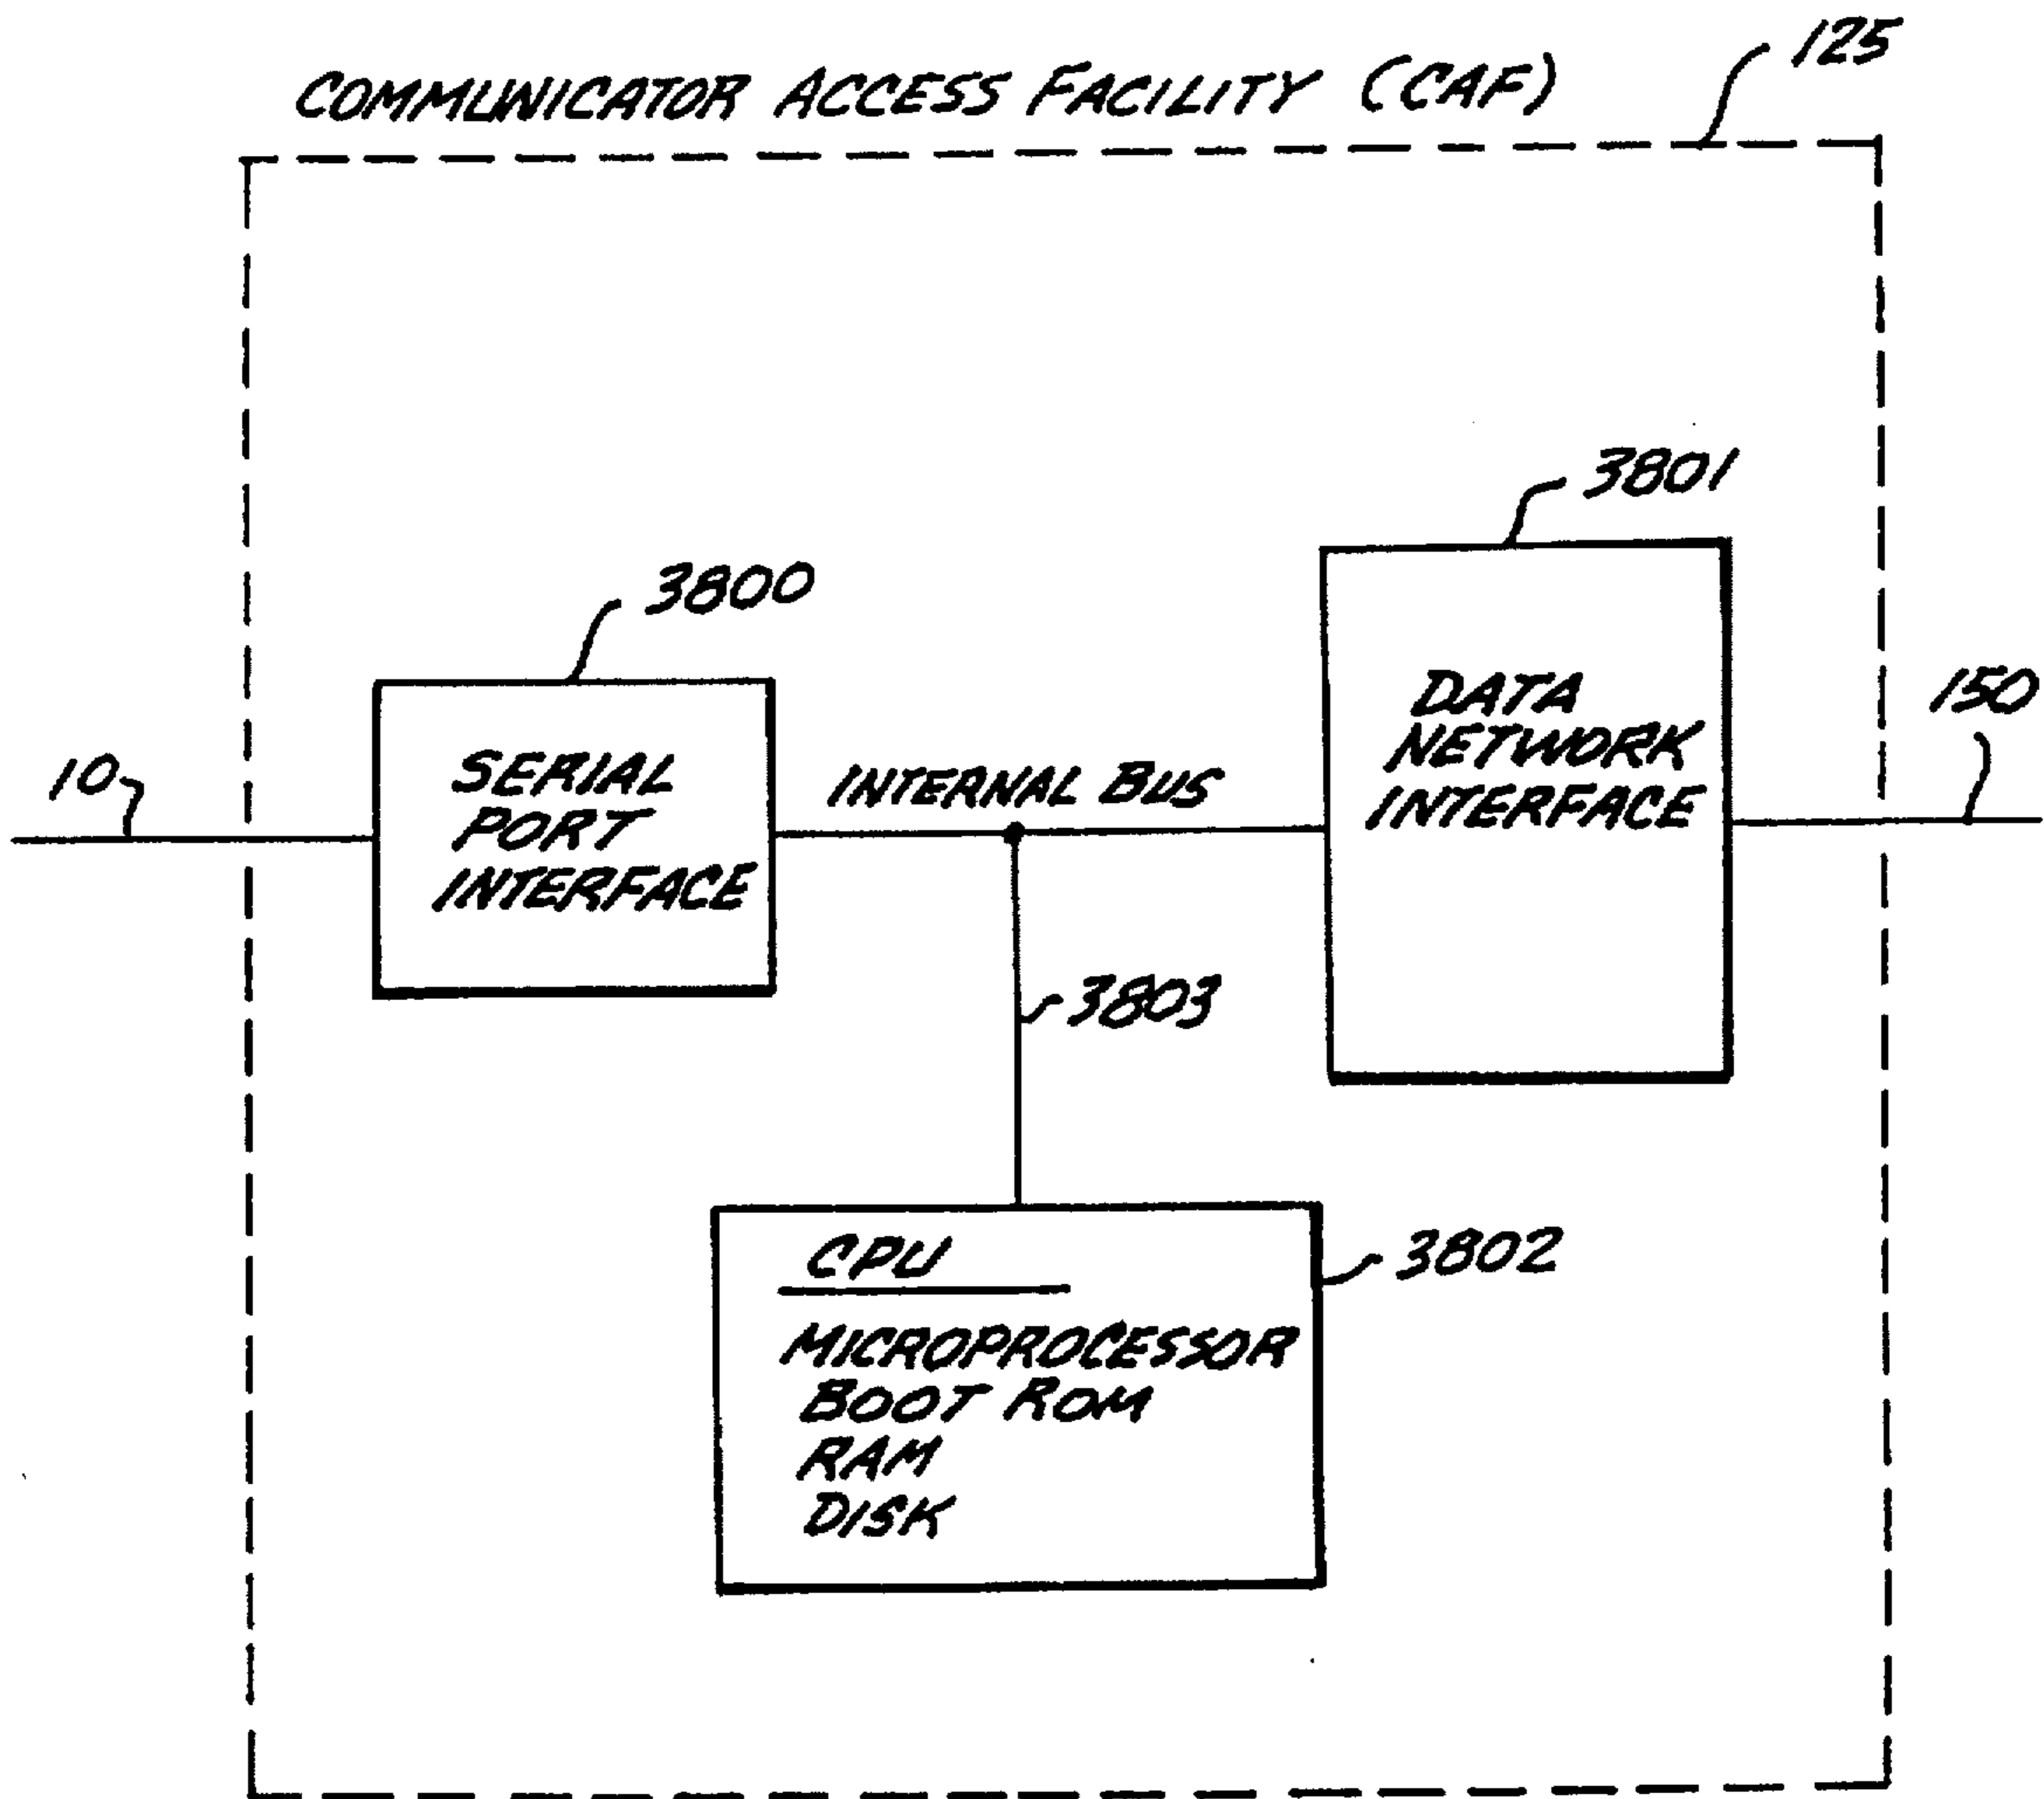 COMMUNICATOR ACCESS FACILITY (CAF)
125
3801
3800
DATA
NETWORK
INTERFACE
150
SERIAL
PORT
INTERFACE
10
INTERNAL BUS
3803
CPU
3802
MICROPROCESSOR
BOOT ROM
RAM
DISK